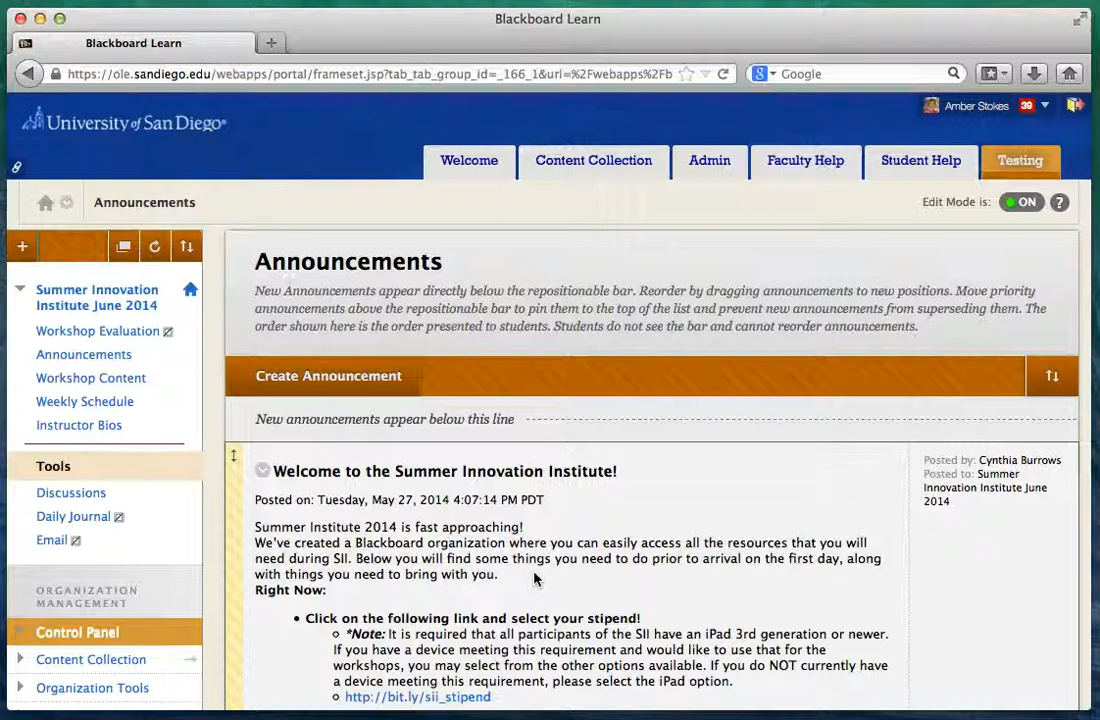 Blackboard Learn
Blackboard Learn
https://ole.sandiego.edu/webapps/portal/frameset.jsp?tab_tab_group_id=_166_1&url=%2Fwebapps%2Fb
Google
University of San Diego
Amber Stokes 39
Welcome
Content Collection
Admin
Faculty Help
Student Help
Testing
Announcements
Edit Mode is: ON ?
Summer Innovation
Institute June 2014
Workshop Evaluation
Announcements
Workshop Content
Weekly Schedule
Instructor Bios
Tools
Discussions
Daily Journal
Email
ORGANIZATION
MANAGEMENT
Control Panel
Content Collection
Organization Tools
Announcements
New Announcements appear directly below the repositionable bar. Reorder by dragging announcements to new positions. Move priority
announcements above the repositionable bar to pin them to the top of the list and prevent new announcements from superseding them. The
order shown here is the order presented to students. Students do not see the bar and cannot reorder announcements.
Create Announcement
New announcements appear below this line
Welcome to the Summer Innovation Institute!
Posted on: Tuesday, May 27, 2014 4:07:14 PM PDT
Summer Institute 2014 is fast approaching!
We've created a Blackboard organization where you can easily access all the resources that you will
need during SII. Below you will find some things you need to do prior to arrival on the first day, along
with things you need to bring with you.
Right Now:
• Click on the following link and select your stipend!
*Note: It is required that all participants of the SII have an iPad 3rd generation or newer.
If you have a device meeting this requirement and would like to use that for the
workshops, you may select from the other options available. If you do NOT currently have
a device meeting this requirement, please select the iPad option.
http://bit.ly/sii_stipend
Posted by: Cynthia Burrows
Posted to: Summer
Innovation Institute June
2014